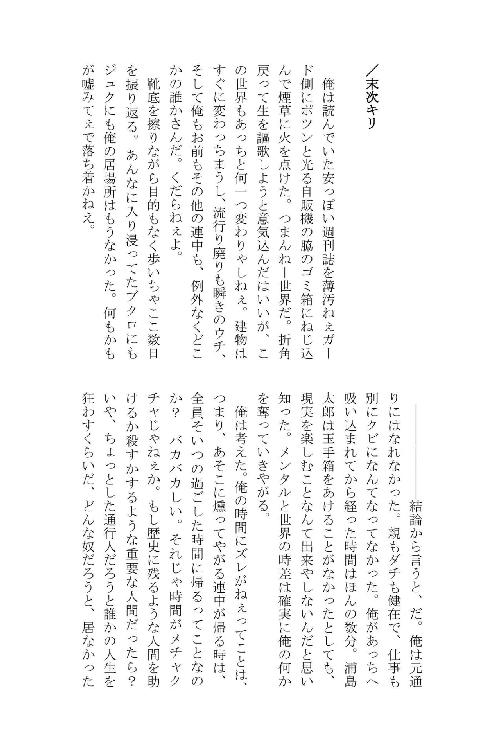 ／末次キリ
　俺は読んでいた安っぽい週刊誌を薄汚ねぇガー
ド側にポツンと光る自販機の脇のゴミ箱にねじ込
んで煙草に火を点けた。つまんねー世界だ。折角
戻って生を謳歌しようと意気込んだはいいが、こ
の世界もあっちと何一つ変わりゃしねぇ。建物は
すぐに変わっちまうし、流行り廃りも瞬きのウチ、
そして俺もお前もその他の連中も、例外なくどこ
かの誰かさんだ。くだらねぇよ。
　靴底を擦りながら目的もなく歩いちゃここ数日
を振り返る。あんなに入り浸ってたブクロにも
ジュクにも俺の居場所はもうなかった。何もかも
が嘘みてぇで落ち着かねえ。
――――――――結論から言うと、だ。俺は元通
りにはなれなかった。親もダチも健在で、仕事も
別にクビになんてなってなかった。俺があっちへ
吸い込まれてから経った時間はほんの数分。浦島
太郎は玉手箱をあけることがなかったとしても、
現実を楽しむことなんて出来やしないんだと思い
知った。メンタルと世界の時差は確実に俺の何か
を奪っていきやがる。
　俺は考えた。俺の時間にズレがねぇってことは、
つまり、あそこに屯ってやがる連中が帰る時は、
全員そいつの過ごした時間に帰るってことなの
か？　バカバカしい。それじゃ時間がメチャク
チャじゃねぇか。もし歴史に残るような人間を助
けるか殺すかするような重要な人間だったら？
いや、ちょっとした通行人だろうと誰かの人生を
狂わすくらいだ、どんな奴だろうと、居なかった